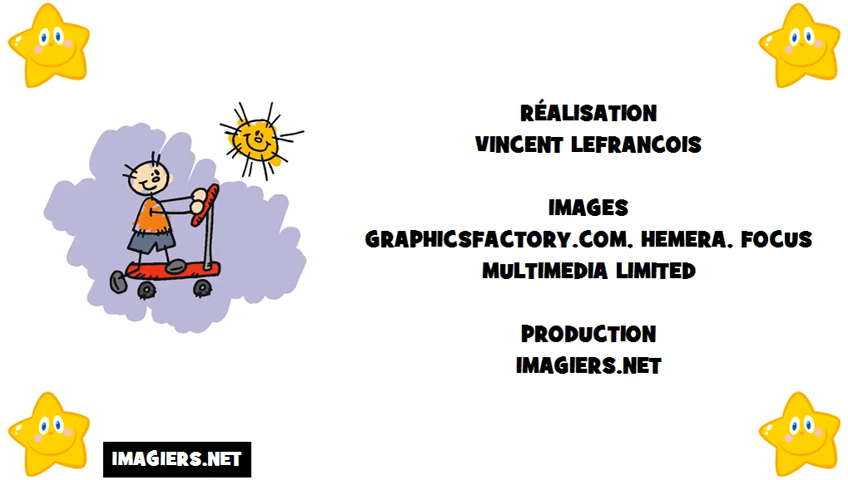 RÉALISATION
VINCENT LEFRANCOIS
IMAGES
GRAPHICSFACTORY.COM, HEMERA, FOCUS
MULTIMEDIA LIMITED
PRODUCTION
IMAGIERS.NET
IMAGIERS.NET